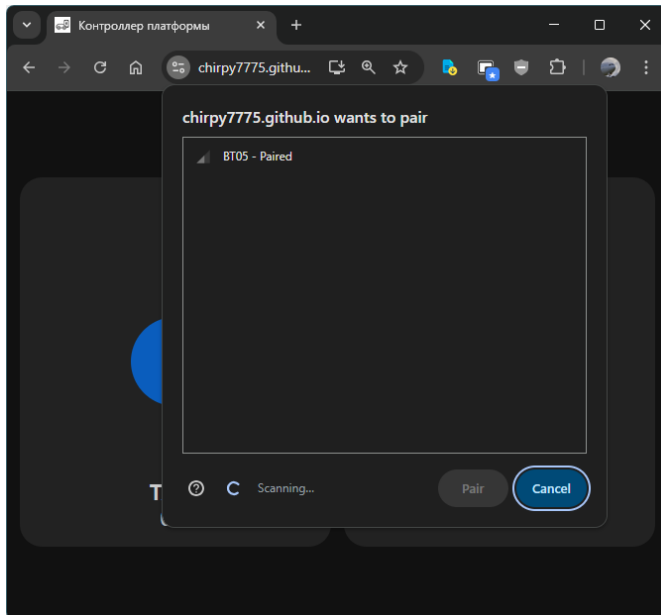 Контроллер платформы
chirpy7775.githu...
chirpy7775.github.io wants to pair
BT05 - Paired
T
Scanning...
Pair
Cancel